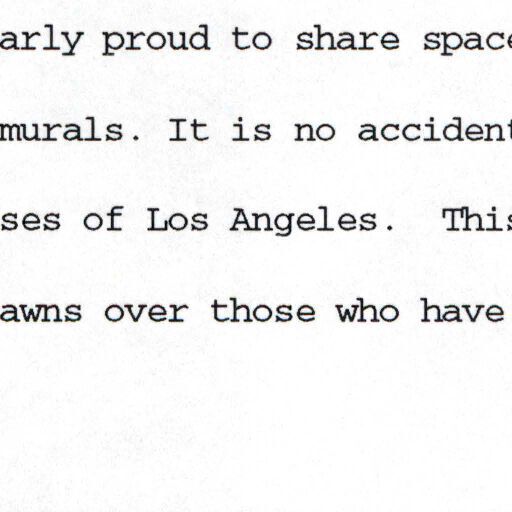 arly proud to share space
murals. It is no accident
ses of Los Angeles.  This
awns over those who have